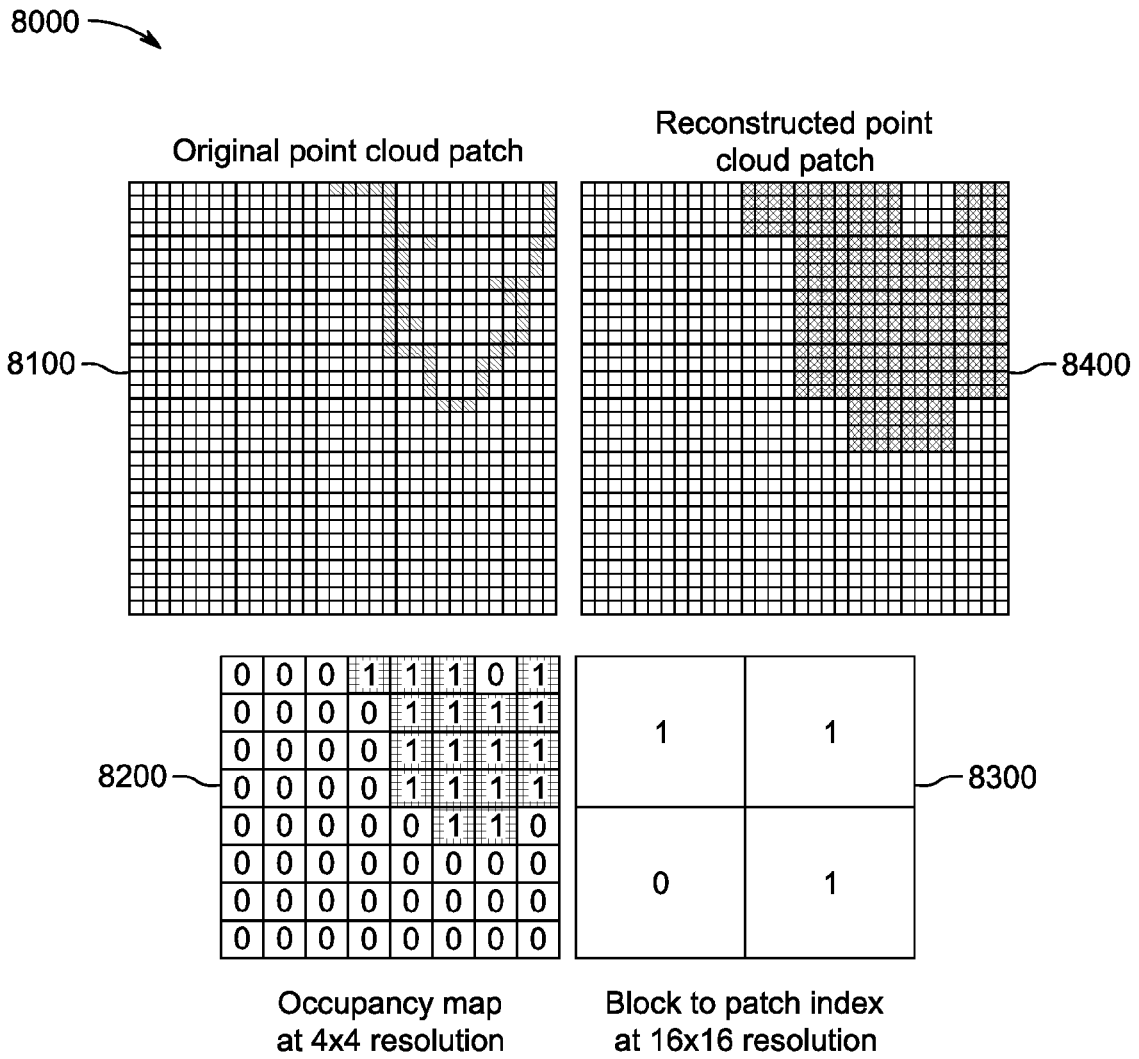 8000
Original point cloud patch
Reconstructed point
cloud patch
8100
8400
0 0 0 1 1 1 0 1
0 0 0 0 1 1 1 1
0 0 0 0 1 1 1 1
0 0 0 0 1 1 1 1
0 0 0 0 0 1 1 0
0 0 0 0 0 0 0 0
0 0 0 0 0 0 0 0
0 0 0 0 0 0 0 0
8200
1 1
0 1
8300
Occupancy map
at 4x4 resolution
Block to patch index
at 16x16 resolution